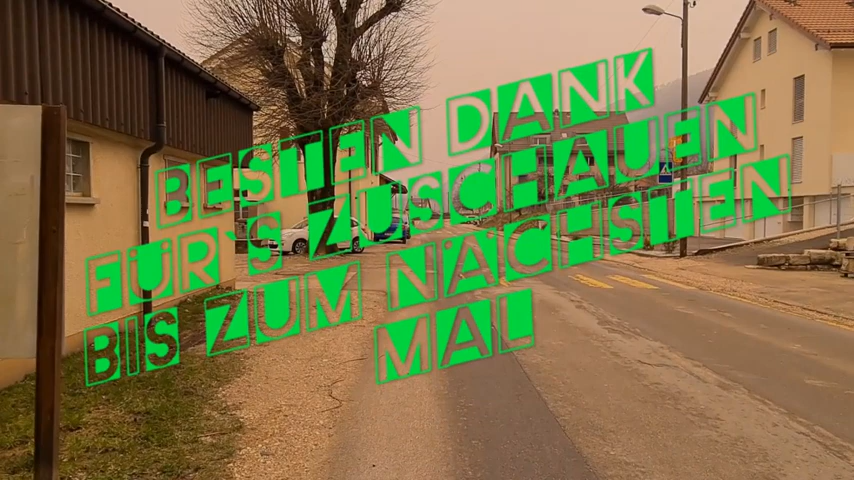 BESTEN DANK
FÜR'S ZUSCHAUEN
BIS ZUM NÄCHSTEN
MAL